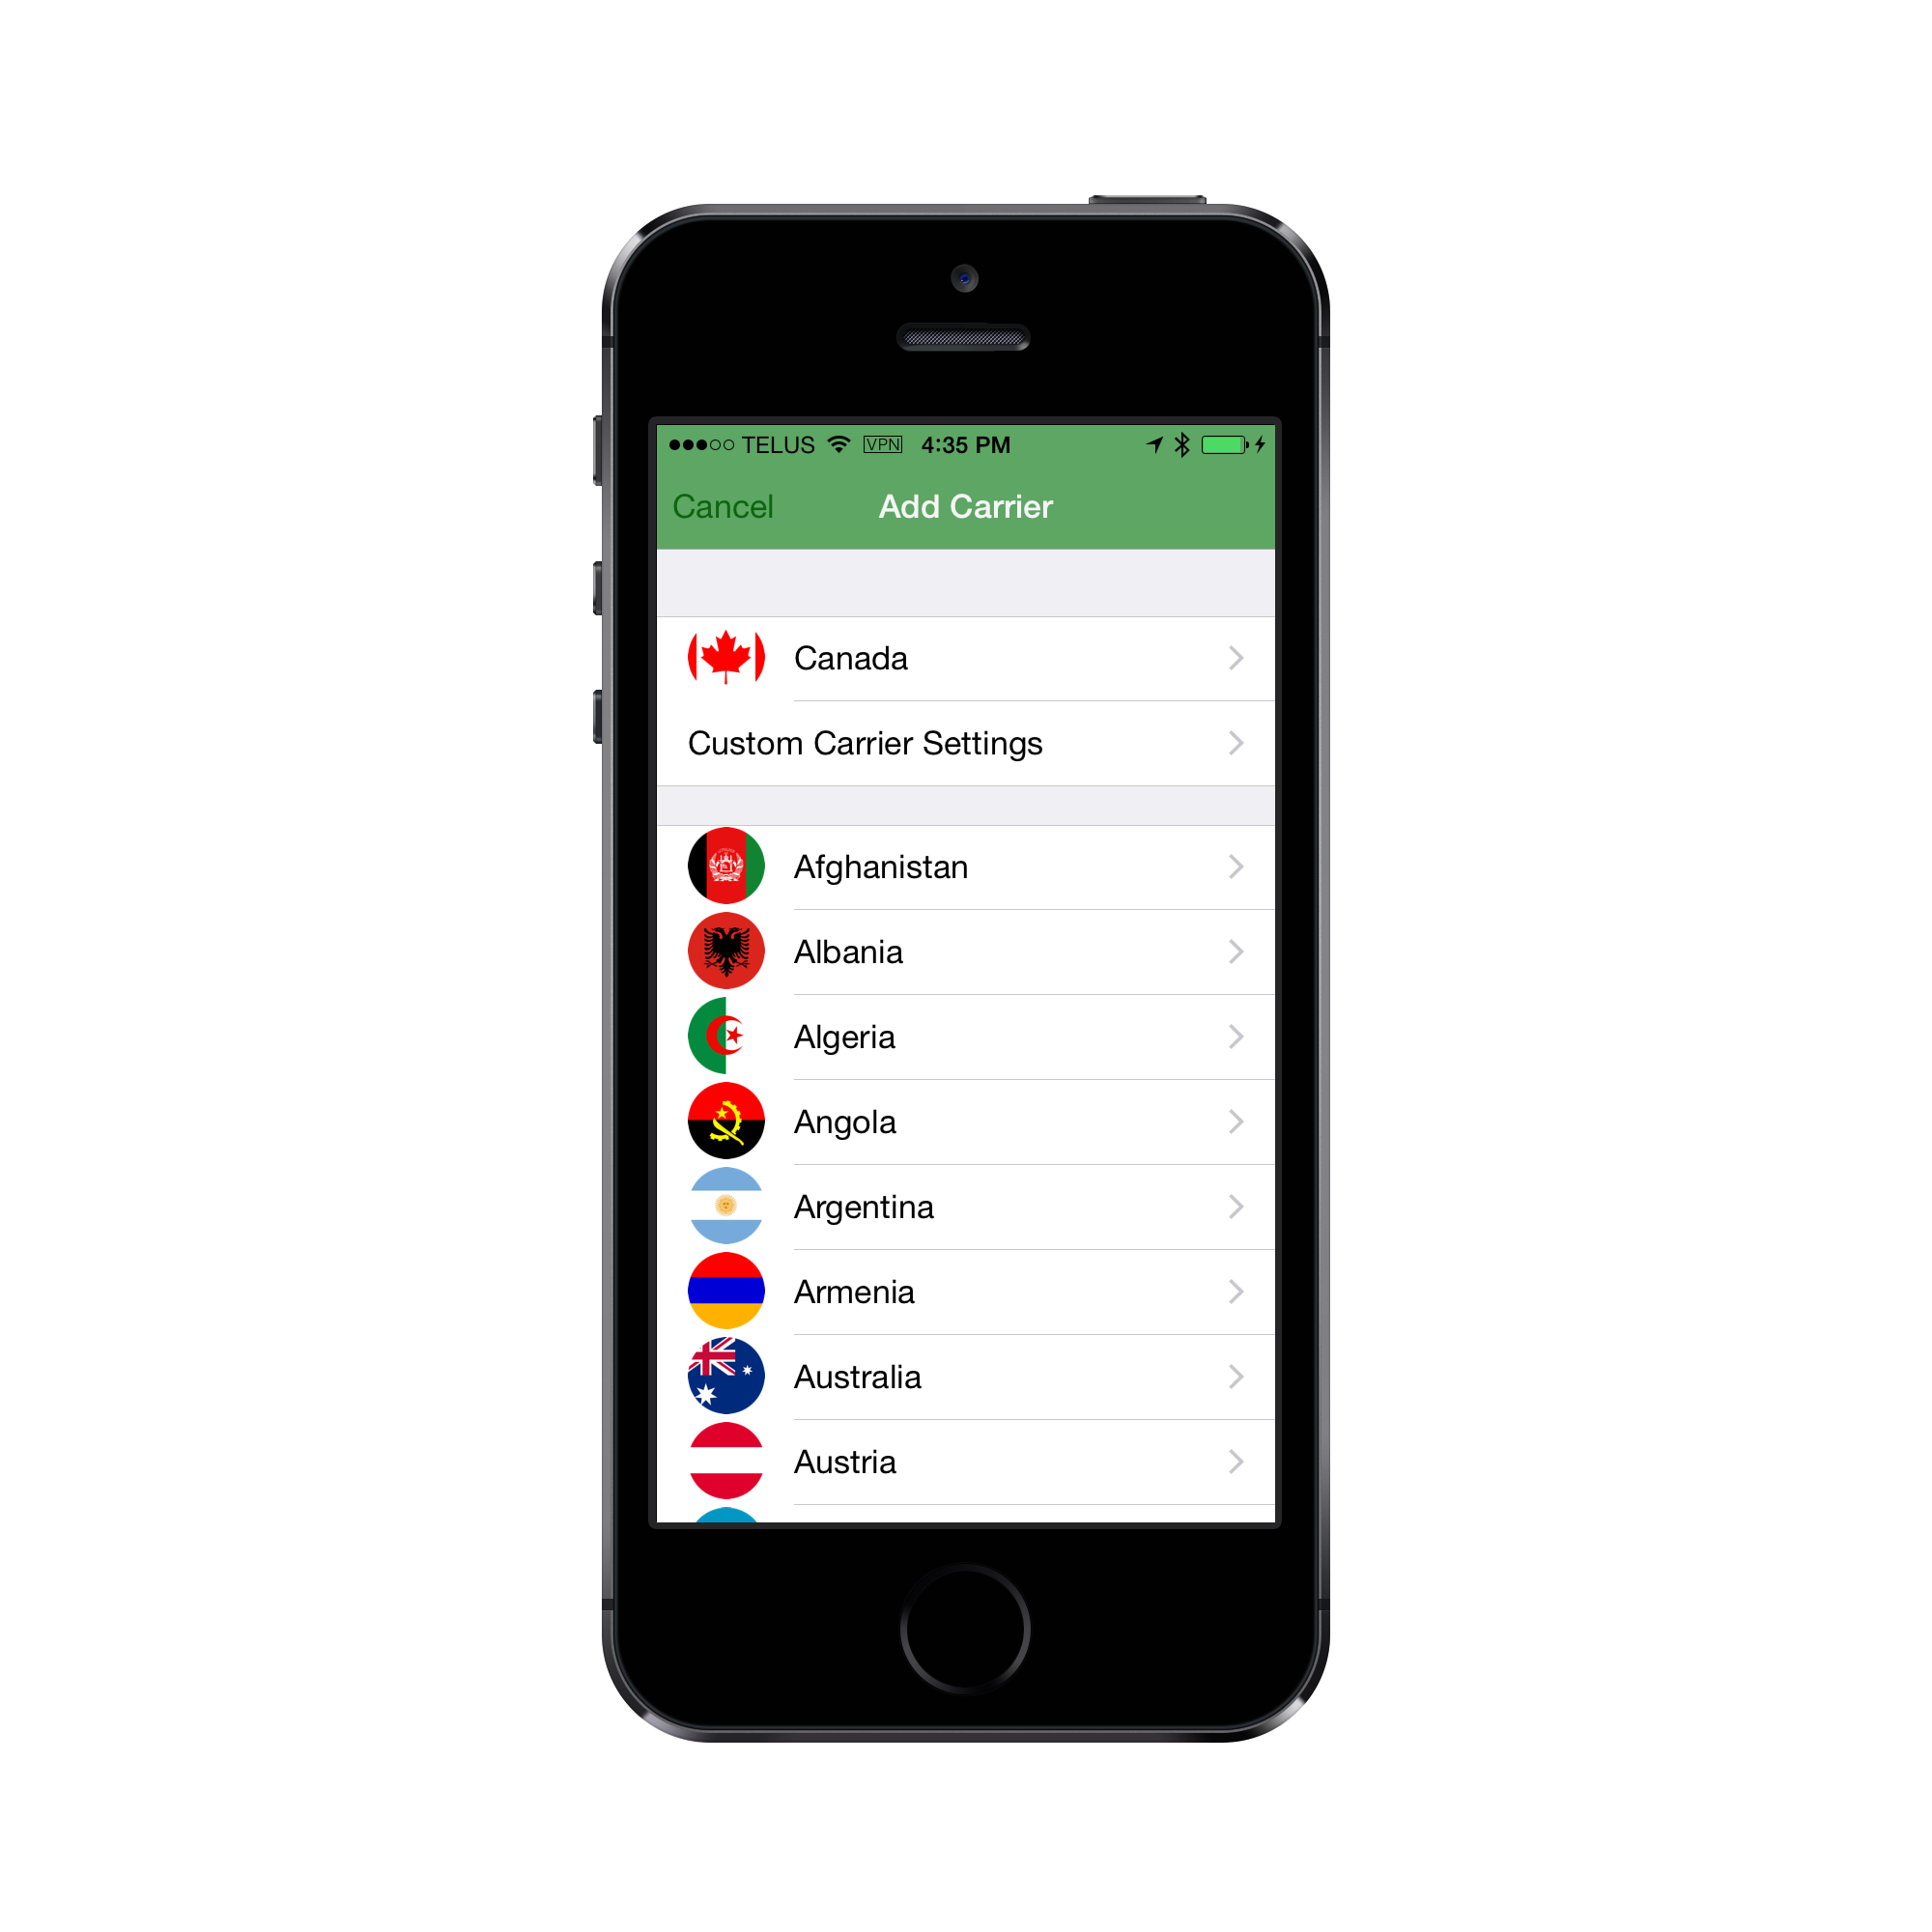 TELUS VPN 4:35 PM
Cancel Add Carrier
Canada
Custom Carrier Settings
Afghanistan
Albania
Algeria
Angola
Argentina
Armenia
Australia
Austria